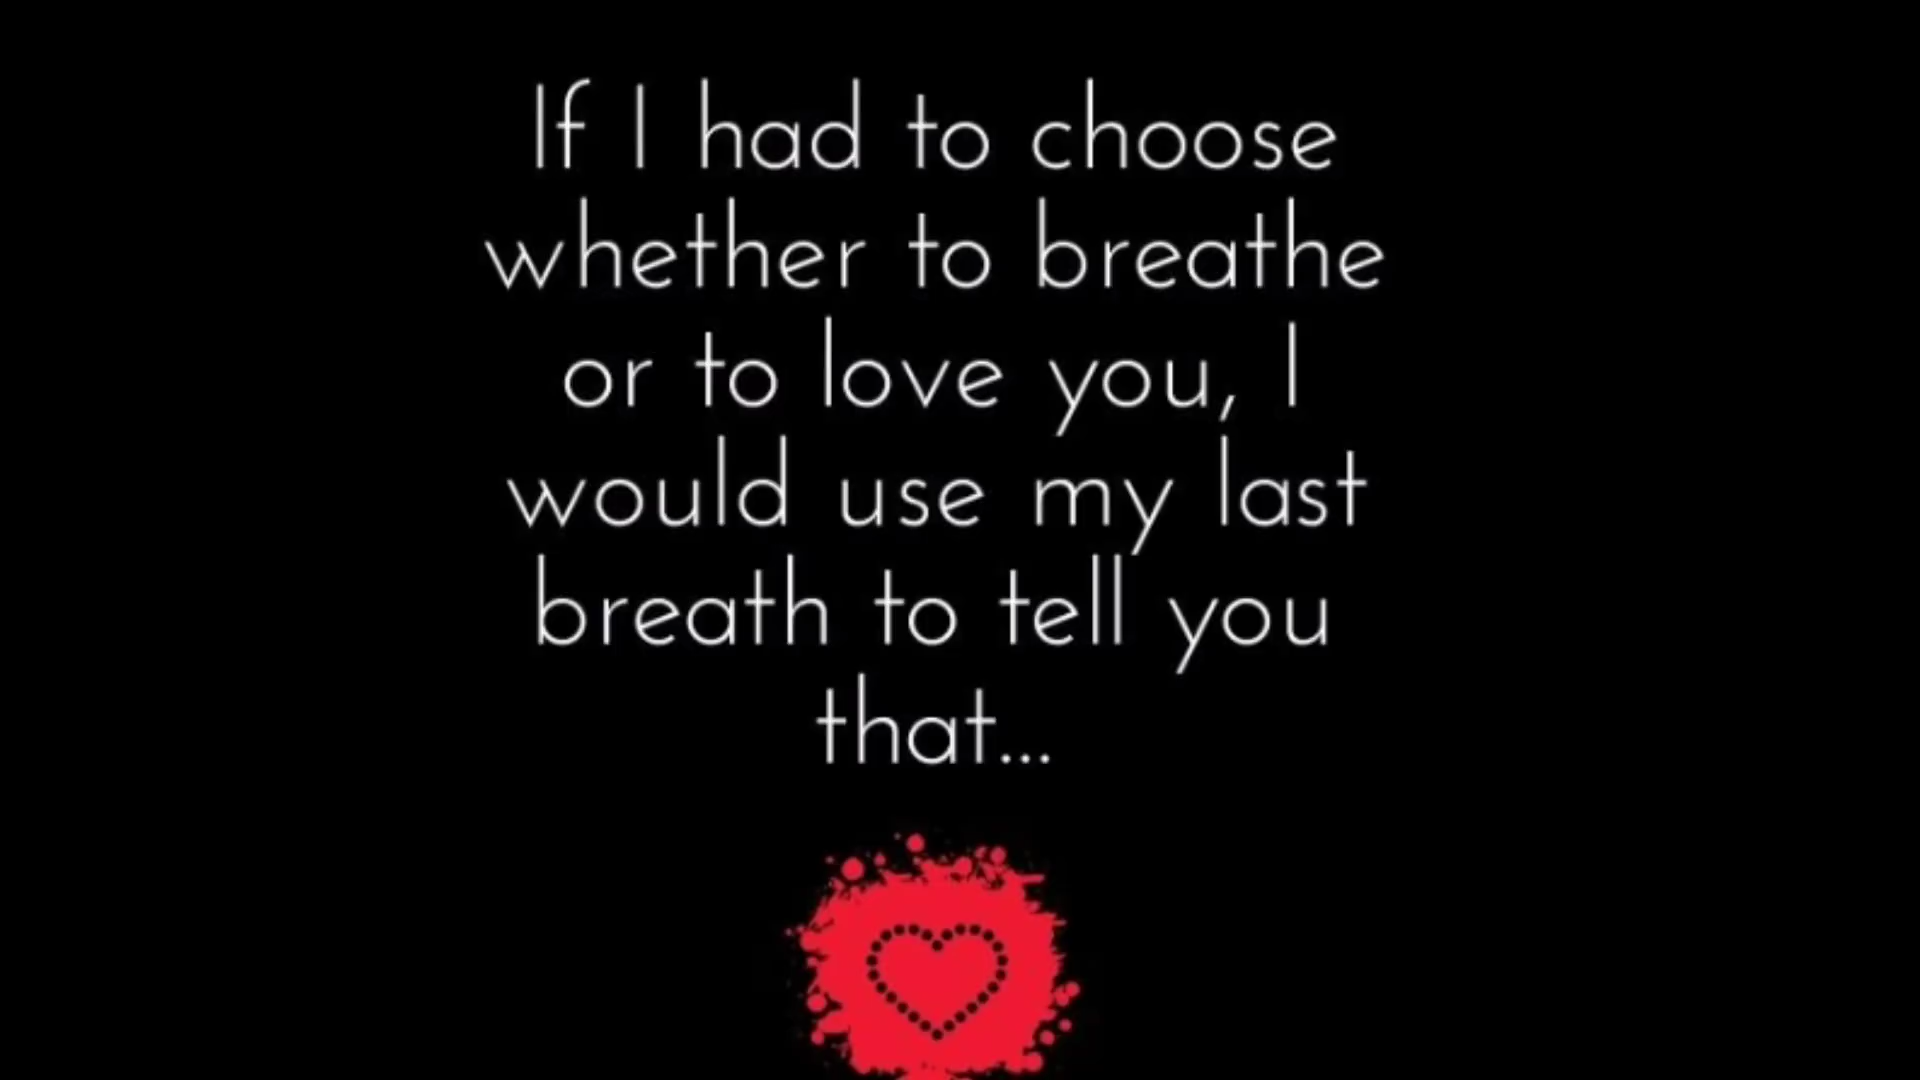 If I had to choose
whether to breathe
or to love you, I
would use my last
breath to tell you
that...